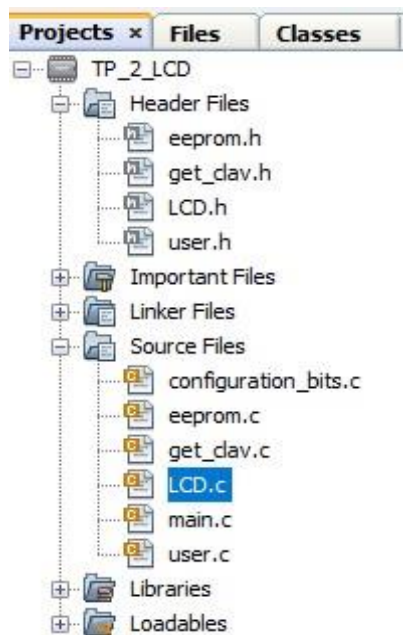 Projects × Files Classes
TP_2_LCD
Header Files
eeprom.h
get_clav.h
LCD.h
user.h
Important Files
Linker Files
Source Files
configuration_bits.c
eeprom.c
get_clav.c
LCD.c
main.c
user.c
Libraries
Loadables